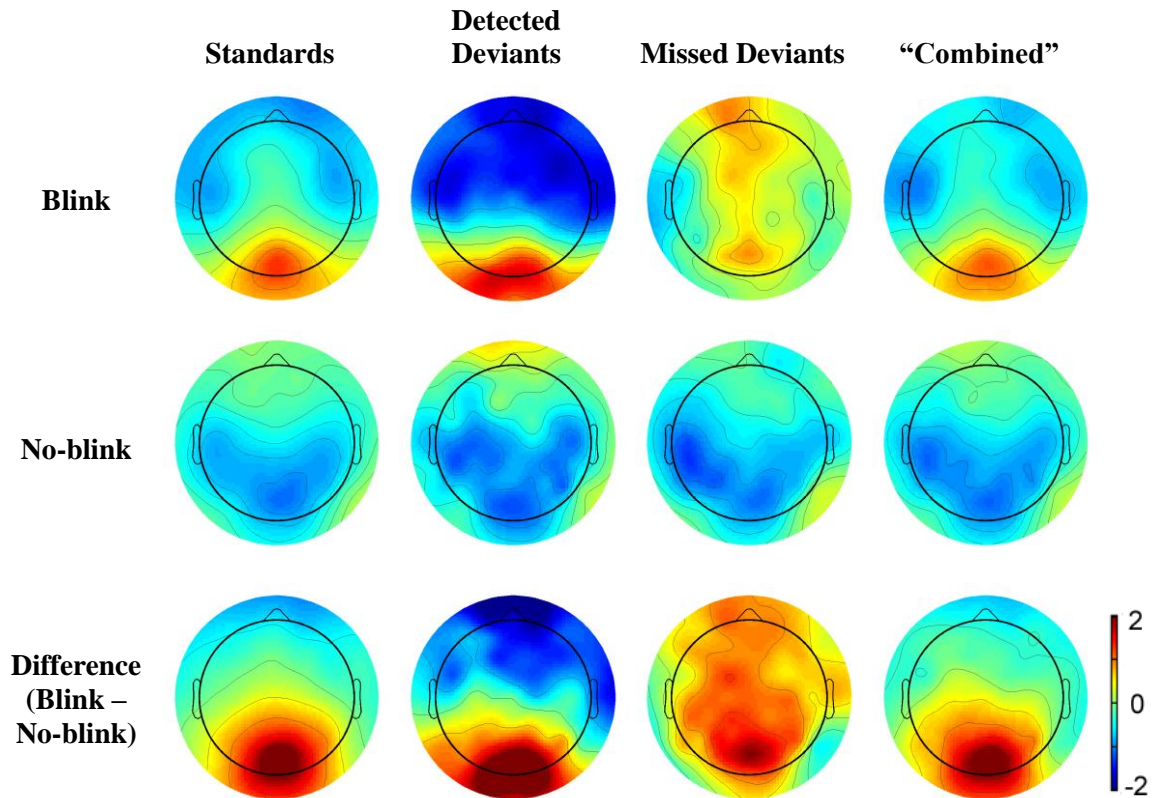 Detected
Standards Deviants Missed Deviants “Combined”
Blink
No-blink
Difference
(Blink –
No-blink)
2
0
-2